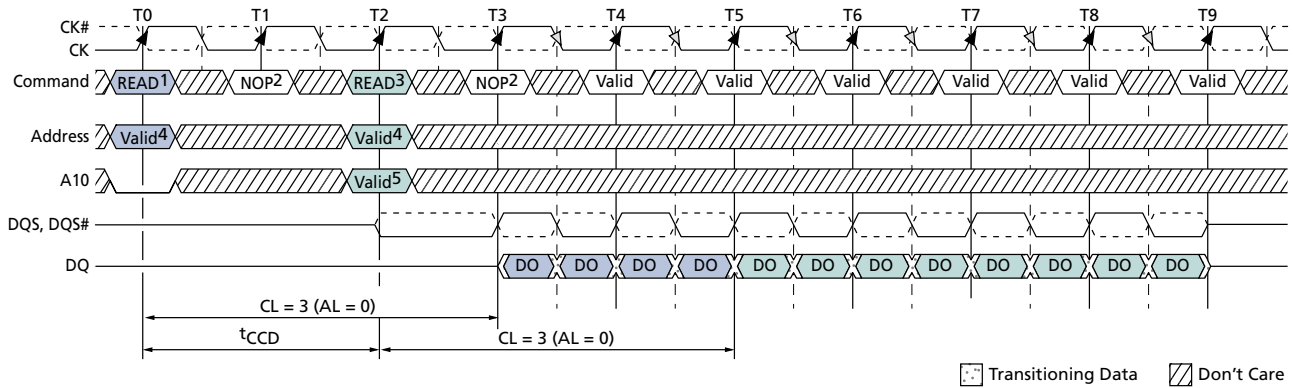 T0 T1 T2 T3 T4 T5 T6 T7 T8 T9
CK#
CK
Command READ1 NOP2 READ3 NOP2 Valid Valid Valid Valid Valid Valid
Address Valid4 Valid4
A10 Valid5
DQS, DQS#
DQ DO DO DO DO DO DO DO DO DO DO DO DO
CL = 3 (AL = 0)
tCCD CL = 3 (AL = 0)
Transitioning Data Don't Care